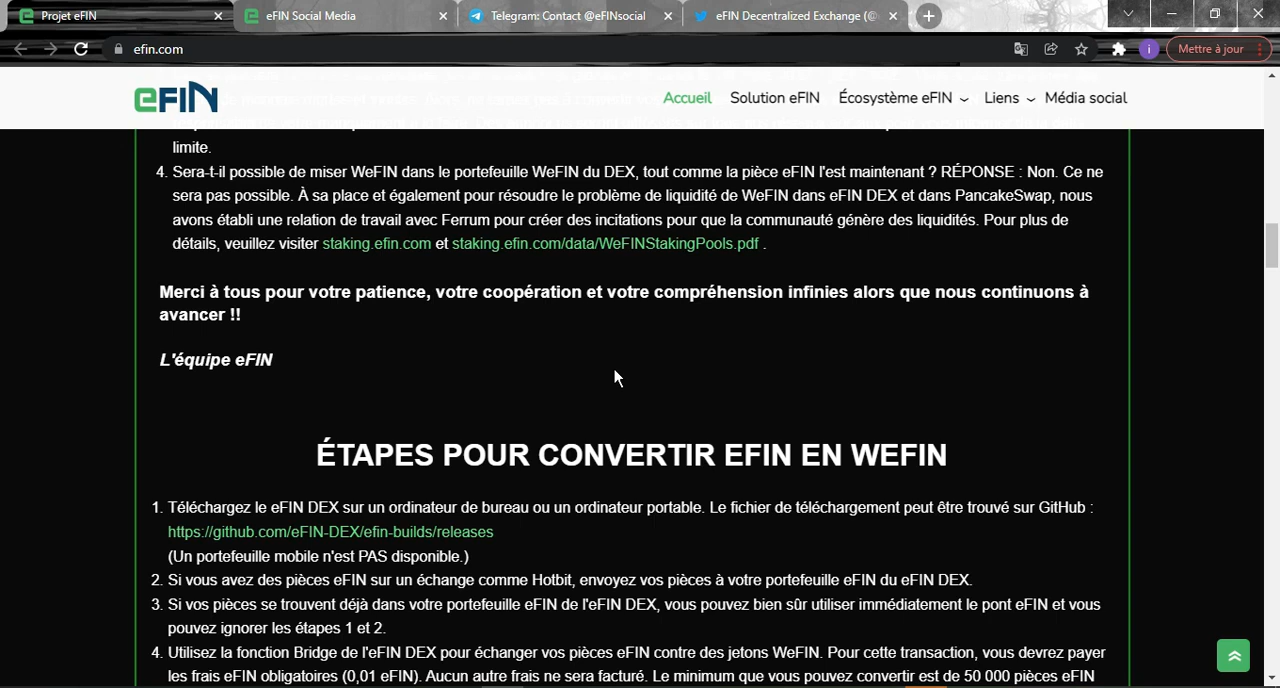 Projet eFIN
eFIN Social Media
Telegram: Contact @eFINsocial
eFIN Decentralized Exchange (@
efin.com
i
Mettre à jour
eFIN
Accueil
Solution eFIN
Écosystème eFIN
Liens
Média social
limite.
4. Sera-t-il possible de miser WeFIN dans le portefeuille WeFIN du DEX, tout comme la pièce eFIN l'est maintenant ? RÉPONSE : Non. Ce ne
sera pas possible. À sa place et également pour résoudre le problème de liquidité de WeFIN dans eFIN DEX et dans PancakeSwap, nous
avons établi une relation de travail avec Ferrum pour créer des incitations pour que la communauté génère des liquidités. Pour plus de
détails, veuillez visiter staking.efin.com et staking.efin.com/data/WeFINStakingPools.pdf .
Merci à tous pour votre patience, votre coopération et votre compréhension infinies alors que nous continuons à
avancer !!
L'équipe eFIN
ÉTAPES POUR CONVERTIR EFIN EN WEFIN
1. Téléchargez le eFIN DEX sur un ordinateur de bureau ou un ordinateur portable. Le fichier de téléchargement peut être trouvé sur GitHub :
https://github.com/eFIN-DEX/efin-builds/releases
(Un portefeuille mobile n'est PAS disponible.)
2. Si vous avez des pièces eFIN sur un échange comme Hotbit, envoyez vos pièces à votre portefeuille eFIN du eFIN DEX.
3. Si vos pièces se trouvent déjà dans votre portefeuille eFIN de l'eFIN DEX, vous pouvez bien sûr utiliser immédiatement le pont eFIN et vous
pouvez ignorer les étapes 1 et 2.
4. Utilisez la fonction Bridge de l'eFIN DEX pour échanger vos pièces eFIN contre des jetons WeFIN. Pour cette transaction, vous devrez payer
les frais eFIN obligatoires (0,01 eFIN). Aucun autre frais ne sera facturé. Le minimum que vous pouvez convertir est de 50 000 pièces eFIN